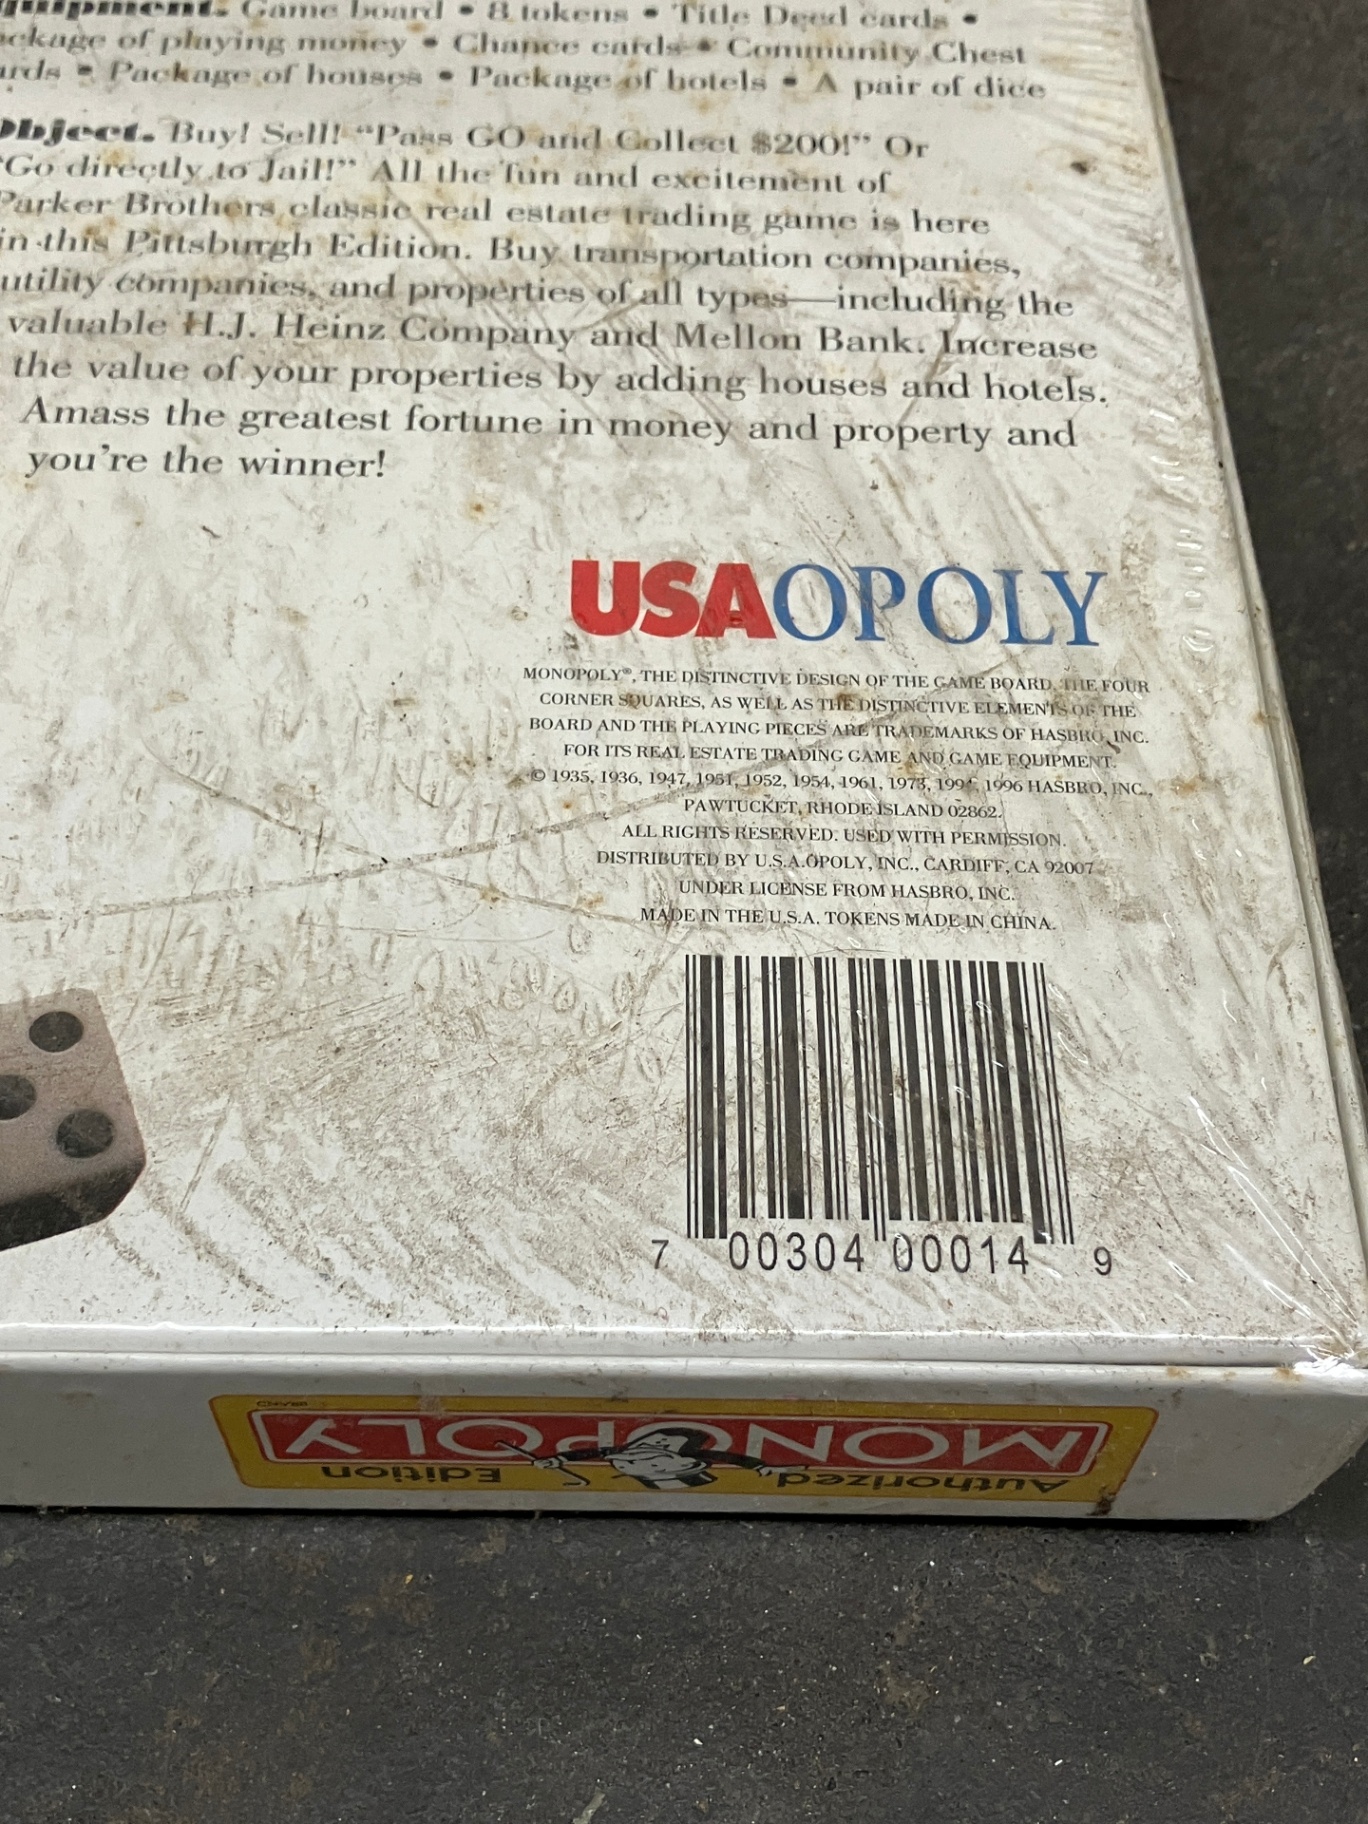 Game board • 8 tokens • Title Deed cards •
of playing money • Chance cards • Community Chest
• Package of houses • Package of hotels • A pair of dice
Object. Buy! Sell! “Pass GO and Collect $200!” Or
“Go directly to Jail!” All the fun and excitement of
Parker Brothers classic real estate trading game is here
in this Pittsburgh Edition. Buy transportation companies,
utility companies, and properties of all types—including the
valuable H.J. Heinz Company and Mellon Bank. Increase
the value of your properties by adding houses and hotels.
Amass the greatest fortune in money and property and
you're the winner!
USAOPOLY
MONOPOLY®, THE DISTINCTIVE DESIGN OF THE GAME BOARD, THE FOUR
CORNER SQUARES, AS WELL AS THE DISTINCTIVE ELEMENTS OF THE
BOARD AND THE PLAYING PIECES ARE TRADEMARKS OF HASBRO, INC.
FOR ITS REAL ESTATE TRADING GAME AND GAME EQUIPMENT.
© 1935, 1936, 1947, 1951, 1952, 1954, 1961, 1973, 1996 HASBRO, INC.,
PAWTUCKET, RHODE ISLAND 02862.
ALL RIGHTS RESERVED. USED WITH PERMISSION.
DISTRIBUTED BY U.S.A.OPOLY, INC., CARDIFF, CA 92007
UNDER LICENSE FROM HASBRO, INC.
MADE IN THE U.S.A. TOKENS MADE IN CHINA.
7 00304 00014 9
Authorized Edition
MONOPOLY